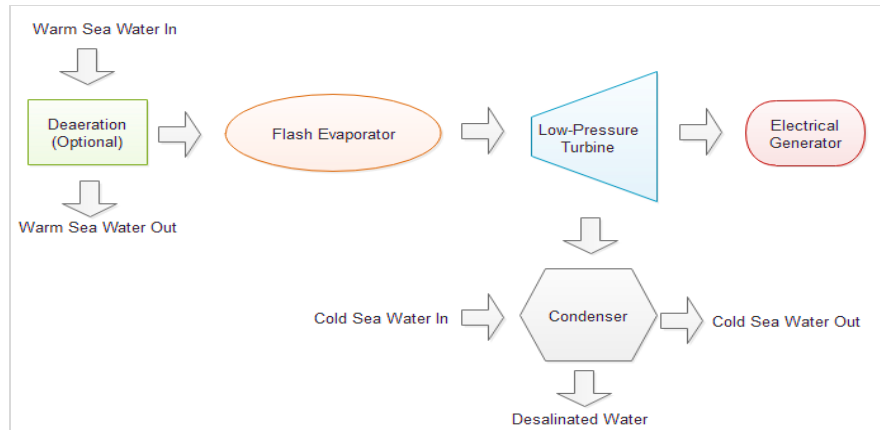 Warm Sea Water In
Deaeration
(Optional)
Flash Evaporator
Low-Pressure
Turbine
Electrical
Generator
Warm Sea Water Out
Cold Sea Water In
Condenser
Cold Sea Water Out
Desalinated Water